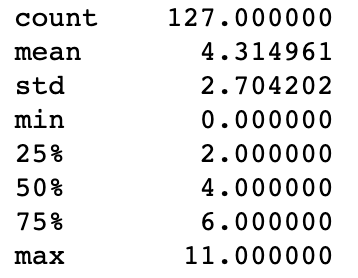 count 127.000000
mean 4.314961
std 2.704202
min 0.000000
25% 2.000000
50% 4.000000
75% 6.000000
max 11.000000